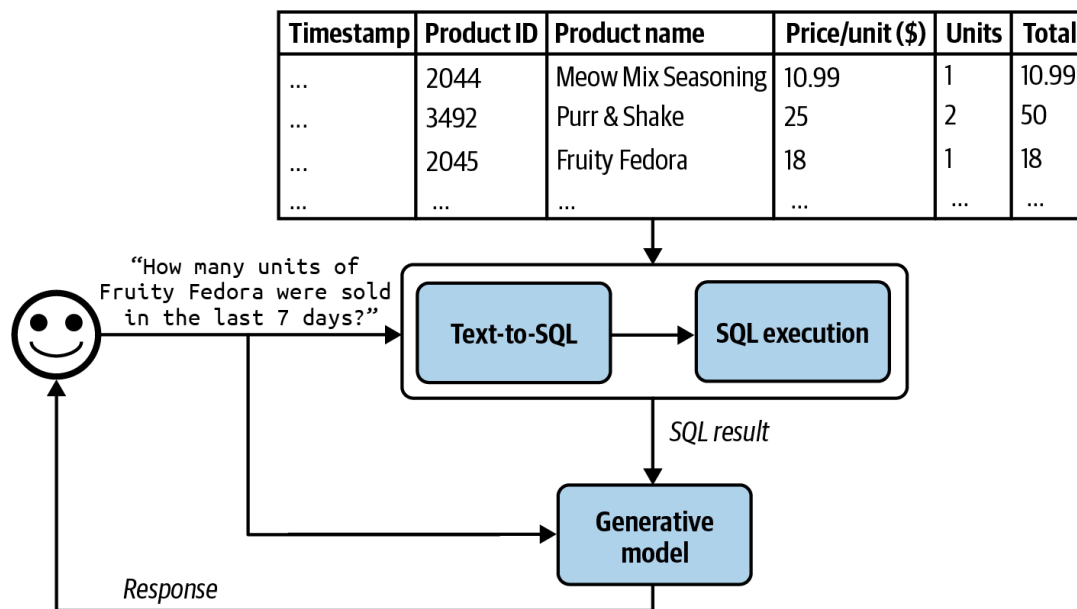 Timestamp Product ID Product name Price/unit ($) Units Total
... 2044 Meow Mix Seasoning 10.99 1 10.99
... 3492 Purr & Shake 25 2 50
... 2045 Fruity Fedora 18 1 18
... ... ... ... ... ...
“How many units of
Fruity Fedora were sold
in the last 7 days?”
Text-to-SQL
SQL execution
SQL result
Generative
model
Response